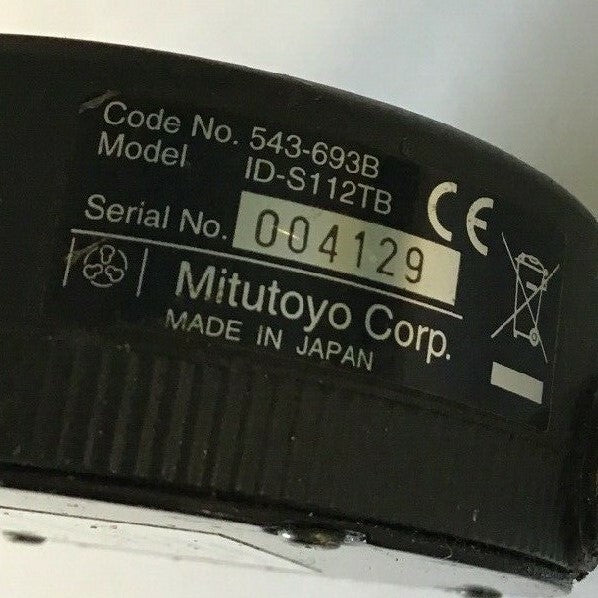 Code No. 543-693B
Model ID-S112TB
CE
Serial No. 004129
Mitutoyo Corp.
MADE IN JAPAN